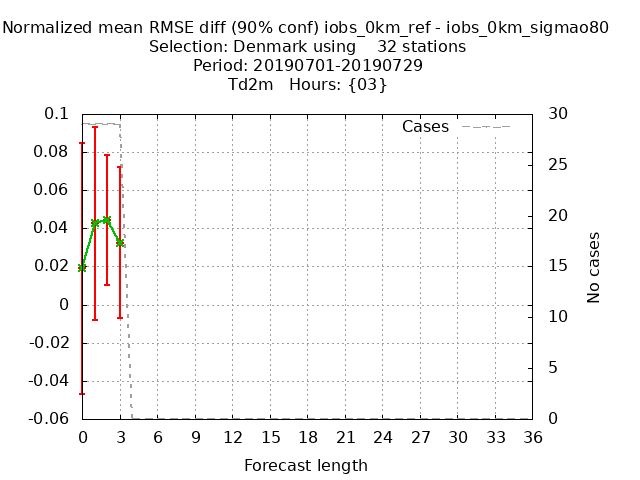 Normalized mean RMSE diff (90% conf) iobs_0km_ref - iobs_0km_sigmao80
Selection: Denmark using    32 stations
Period: 20190701-20190729
Td2m   Hours: {03}
Cases
0.1
0.08
0.06
0.04
0.02
0
-0.02
-0.04
-0.06
30
25
20
15
10
5
0
No cases
0 3 6 9 12 15 18 21 24 27 30 33 36
Forecast length